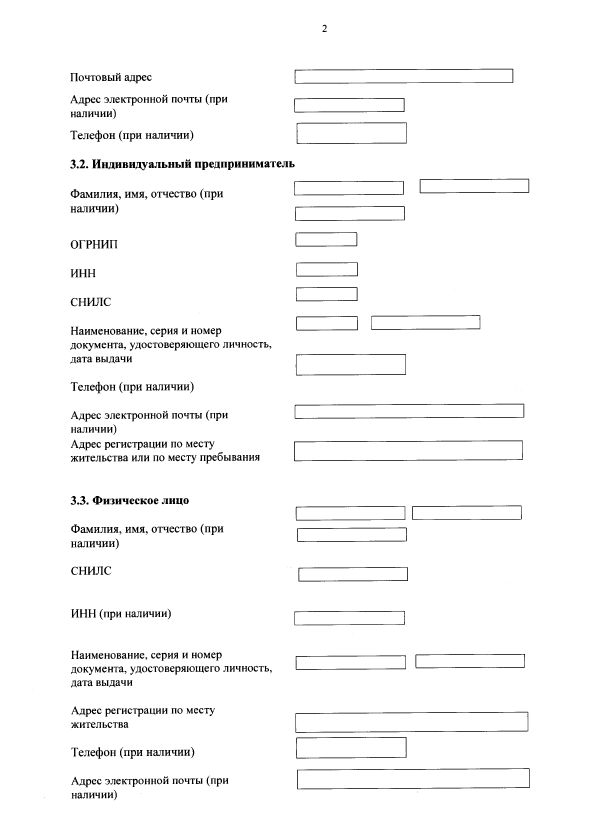 2
Почтовый адрес
Адрес электронной почты (при
наличии)
Телефон (при наличии)
3.2. Индивидуальный предприниматель
Фамилия, имя, отчество (при
наличии)
ОГРНИП
ИНН
СНИЛС
Наименование, серия и номер
документа, удостоверяющего личность,
дата выдачи
Телефон (при наличии)
Адрес электронной почты (при
наличии)
Адрес регистрации по месту
жительства или по месту пребывания
3.3. Физическое лицо
Фамилия, имя, отчество (при
наличии)
СНИЛС
ИНН (при наличии)
Наименование, серия и номер
документа, удостоверяющего личность,
дата выдачи
Адрес регистрации по месту
жительства
Телефон (при наличии)
Адрес электронной почты (при
наличии)